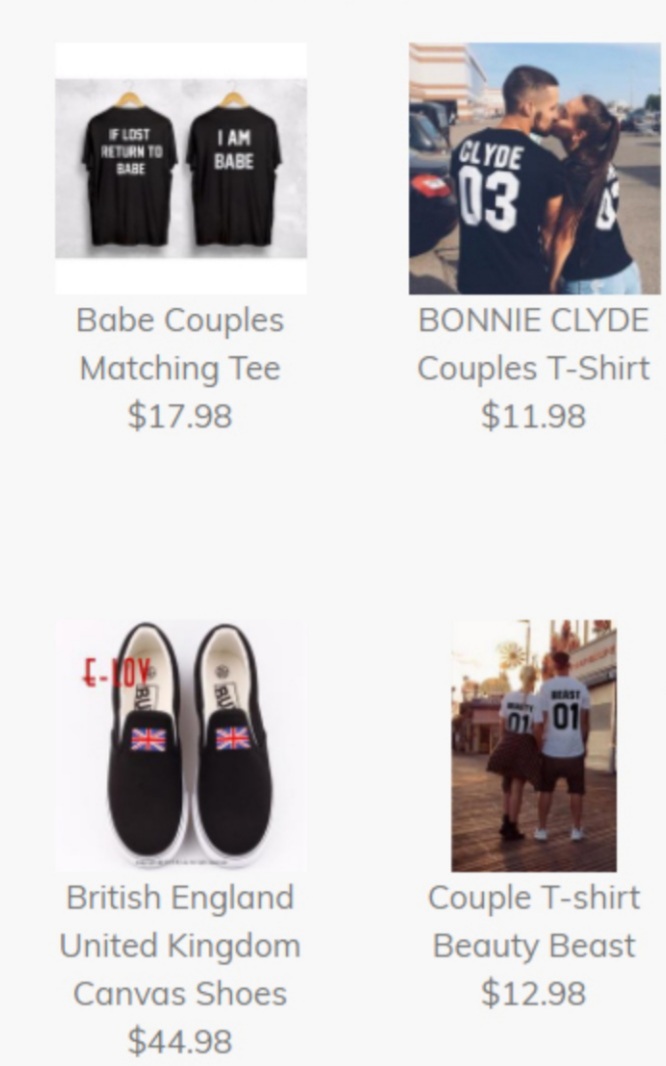 IF LOST
RETURN TO
BABE
I AM
BABE
CLYDE
03
Babe Couples
Matching Tee
$17.98
BONNIE CLYDE
Couples T-Shirt
$11.98
E-LOV
BU
BU
BEAUTY
01
BEAST
01
British England
United Kingdom
Canvas Shoes
$44.98
Couple T-shirt
Beauty Beast
$12.98